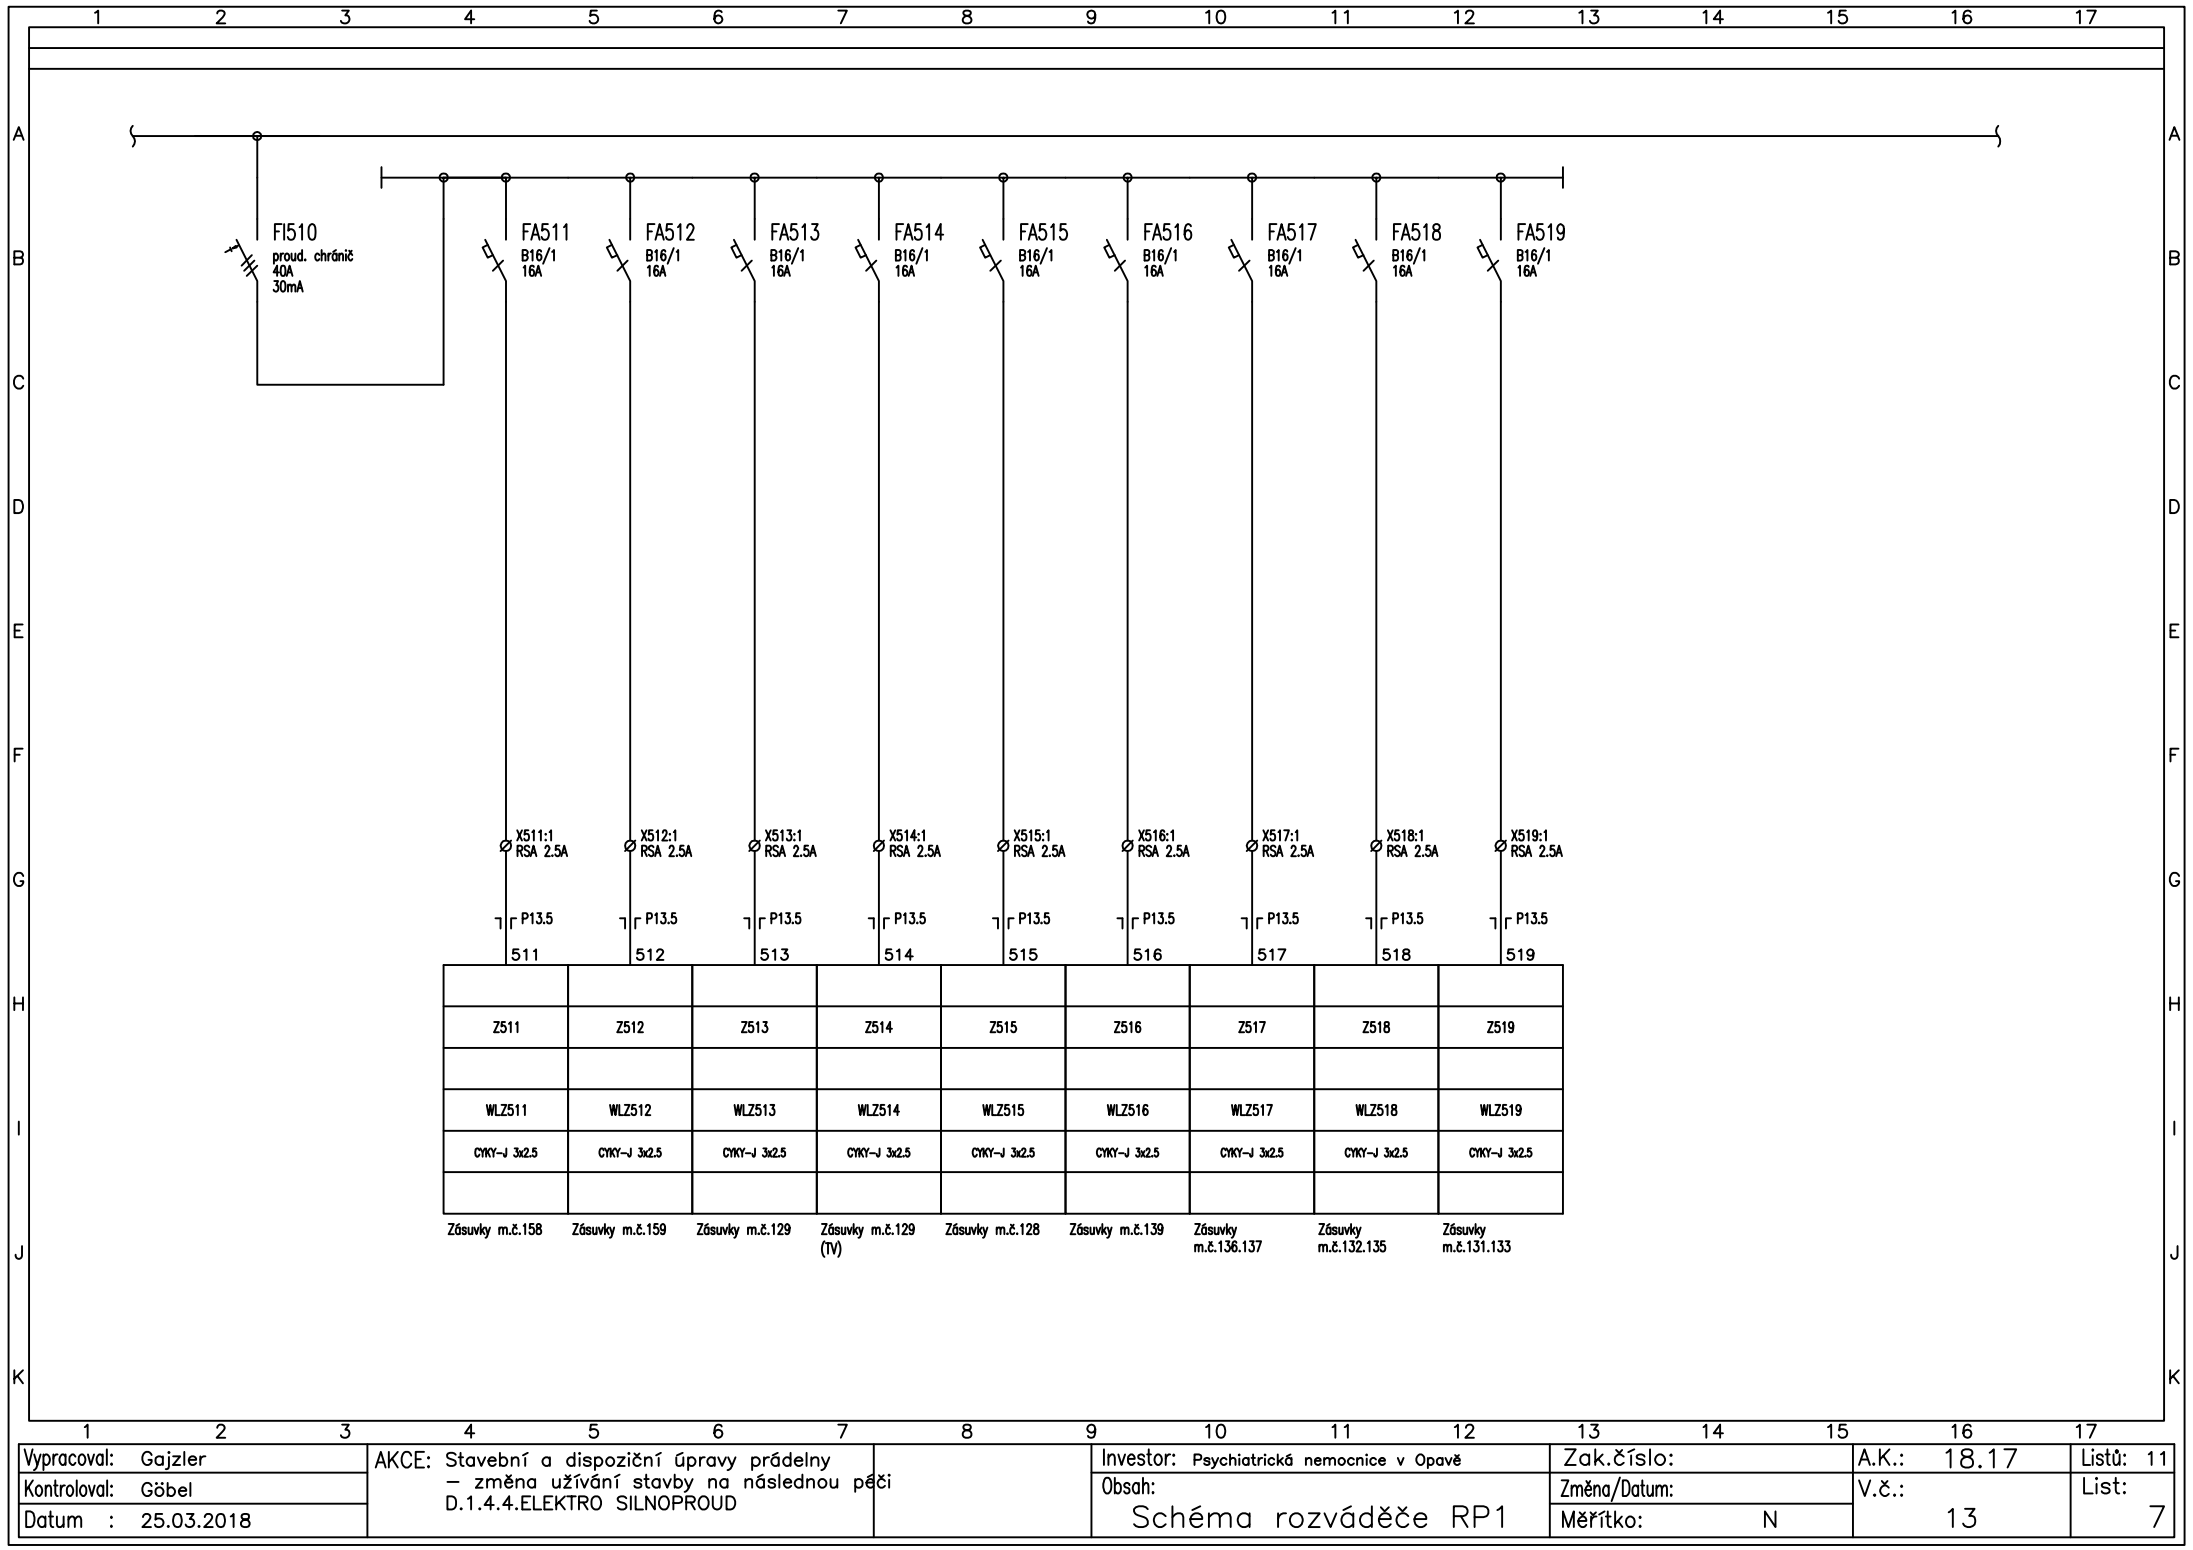 1 2 3 4 5 6 7 8 9 10 11 12 13 14 15 16 17
A A
FI510 FA511 FA512 FA513 FA514 FA515 FA516 FA517 FA518 FA519
B B
proud. chránič B16/1 B16/1 B16/1 B16/1 B16/1 B16/1 B16/1 B16/1 B16/1
40A 16A 16A 16A 16A 16A 16A 16A 16A 16A
30mA
C C
D D
E E
F F
X511:1 X512:1 X513:1 X514:1 X515:1 X516:1 X517:1 X518:1 X519:1
RSA 2.5A RSA 2.5A RSA 2.5A RSA 2.5A RSA 2.5A RSA 2.5A RSA 2.5A RSA 2.5A RSA 2.5A
G G
P13.5 P13.5 P13.5 P13.5 P13.5 P13.5 P13.5 P13.5 P13.5
511 512 513 514 515 516 517 518 519
H H
Z511 Z512 Z513 Z514 Z515 Z516 Z517 Z518 Z519
WLZ511 WLZ512 WLZ513 WLZ514 WLZ515 WLZ516 WLZ517 WLZ518 WLZ519
I I
CYKY-J 3x2.5 CYKY-J 3x2.5 CYKY-J 3x2.5 CYKY-J 3x2.5 CYKY-J 3x2.5 CYKY-J 3x2.5 CYKY-J 3x2.5 CYKY-J 3x2.5 CYKY-J 3x2.5
Zásuvky m.č.158 Zásuvky m.č.159 Zásuvky m.č.129 Zásuvky m.č.129 Zásuvky m.č.128 Zásuvky m.č.139 Zásuvky Zásuvky Zásuvky
(TV) m.č.136.137 m.č.132.135 m.č.131.133
J J
K K
1 2 3 4 5 6 7 8 9 10 11 12 13 14 15 16 17
Vypracoval: Gajzler
Kontroloval: Göbel
Datum : 25.03.2018
AKCE: Stavební a dispoziční úpravy prádelny
– změna užívání stavby na následnou péči
D.1.4.4.ELEKTRO SILNOPROUD
Investor: Psychiatrická nemocnice v Opavě
Obsah:
Schéma rozváděče RP1
Zak.číslo:
Změna/Datum:
Měřítko: N
A.K.: 18.17
V.č.:
13
Listů: 11
List:
7